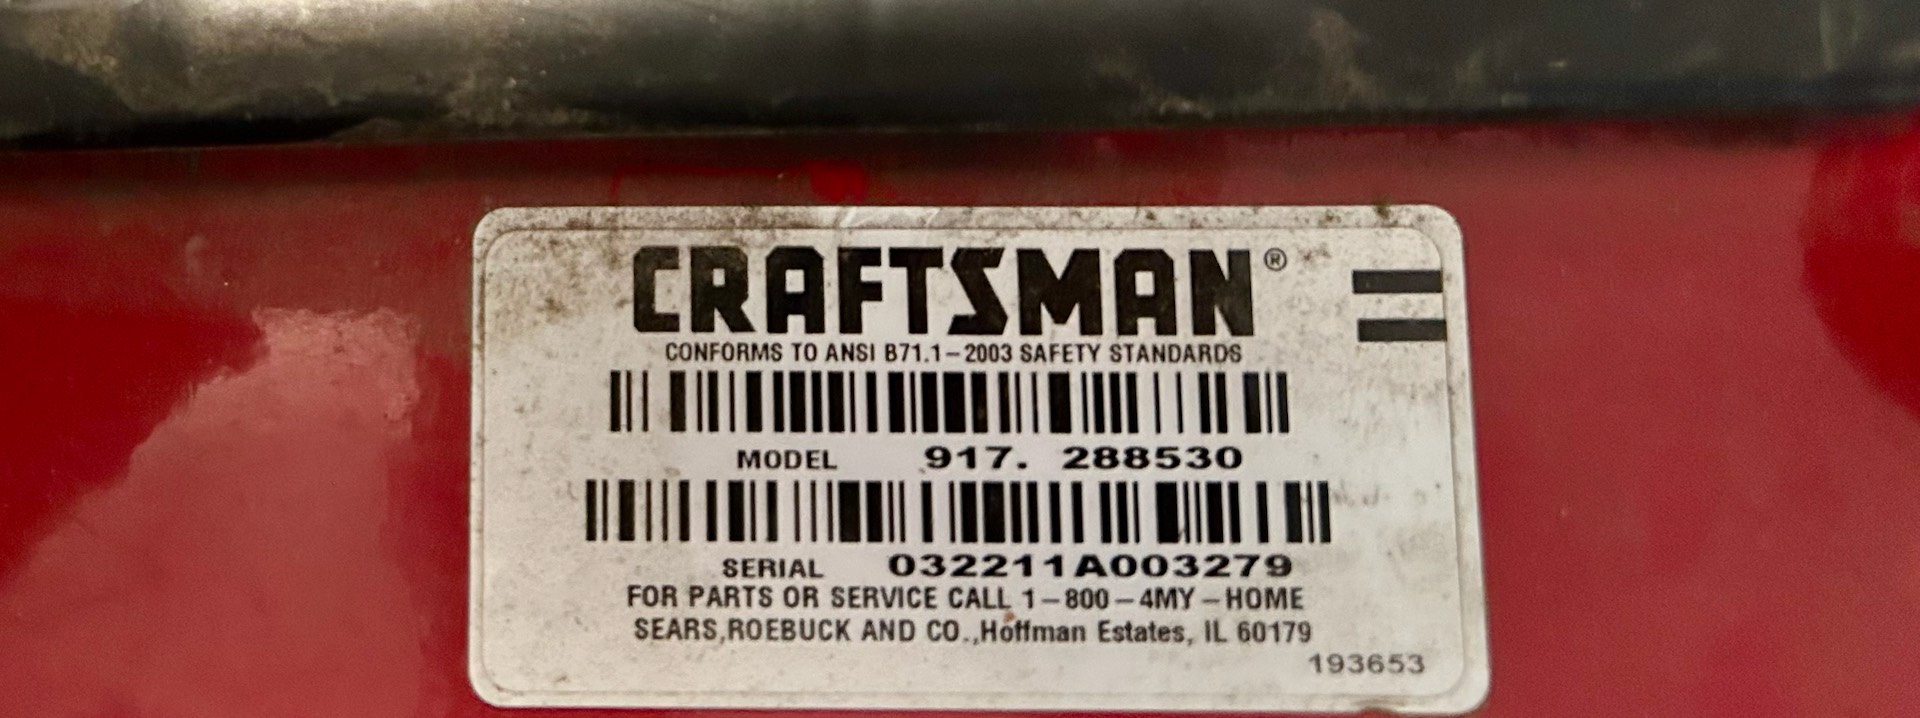 CRAFTSMAN®
CONFORMS TO ANSI B71.1-2003 SAFETY STANDARDS
MODEL 917. 288530
SERIAL 032211A003279
FOR PARTS OR SERVICE CALL 1-800-4MY-HOME
SEARS,ROEBUCK AND CO.,Hoffman Estates, IL 60179
193653